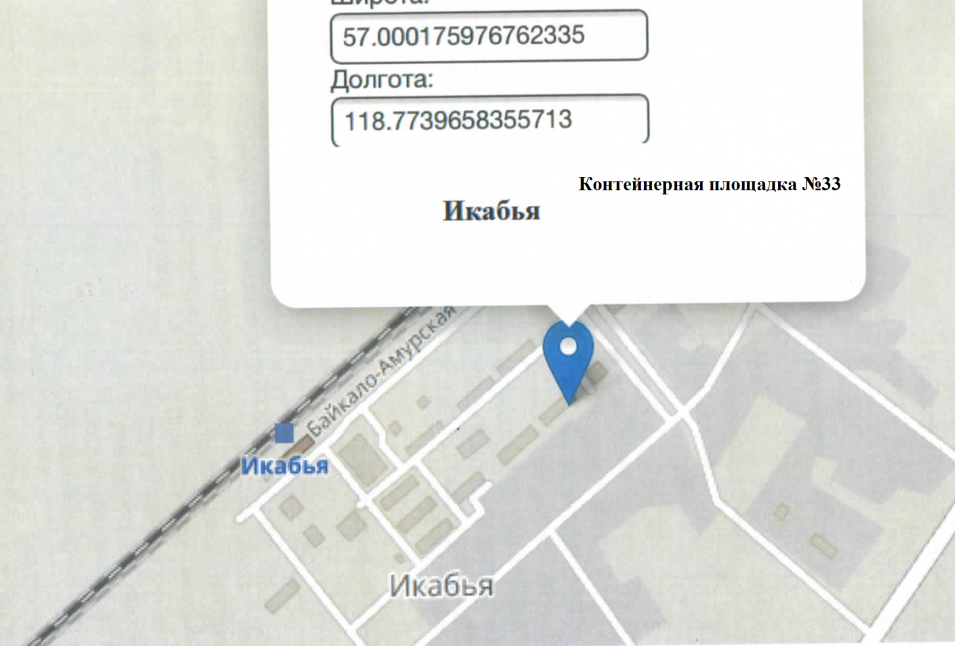 Широта:
57.000175976762335
Долгота:
118.7739658355713
Контейнерная площадка №33
Икабья
Байкало-Амурская
Икабья
Икабья